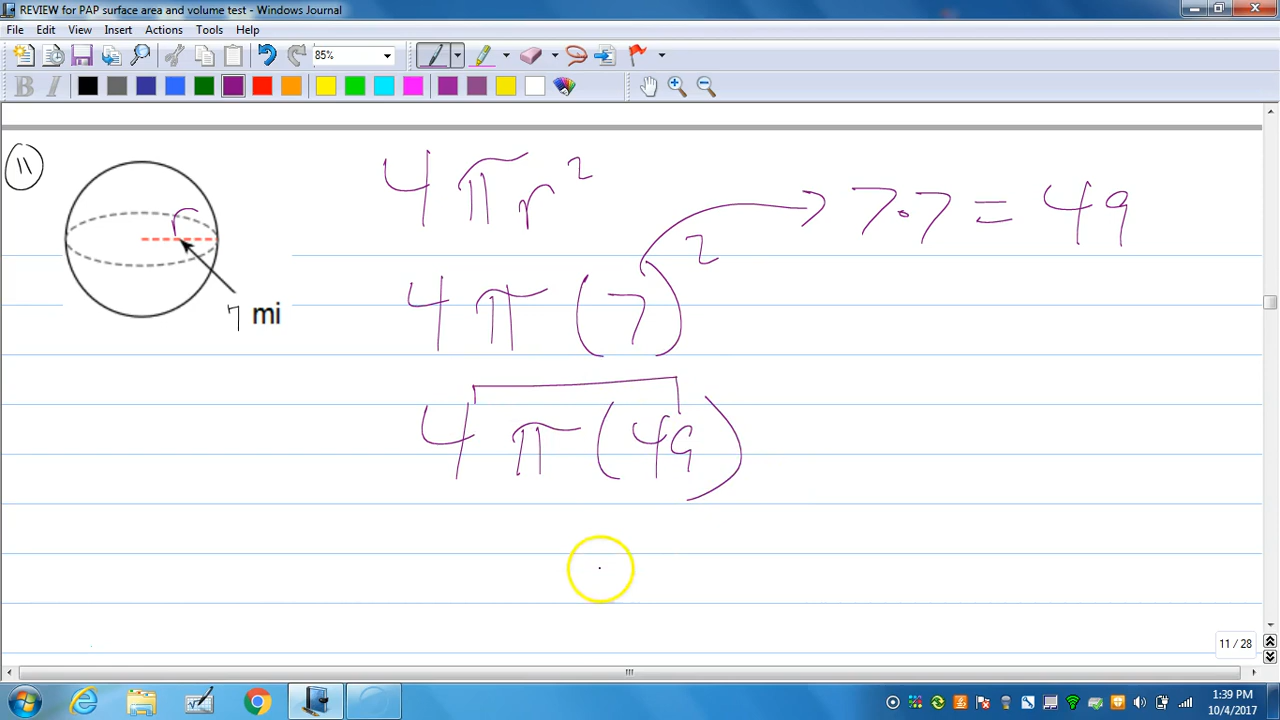 REVIEW for PAP surface area and volume test - Windows Journal
File Edit View Insert Actions Tools Help
85%
B I
11
4πr²
7·7 = 49
r
4π(7)²
7 mi
4π(49)
11 / 28
1:39 PM
10/4/2017